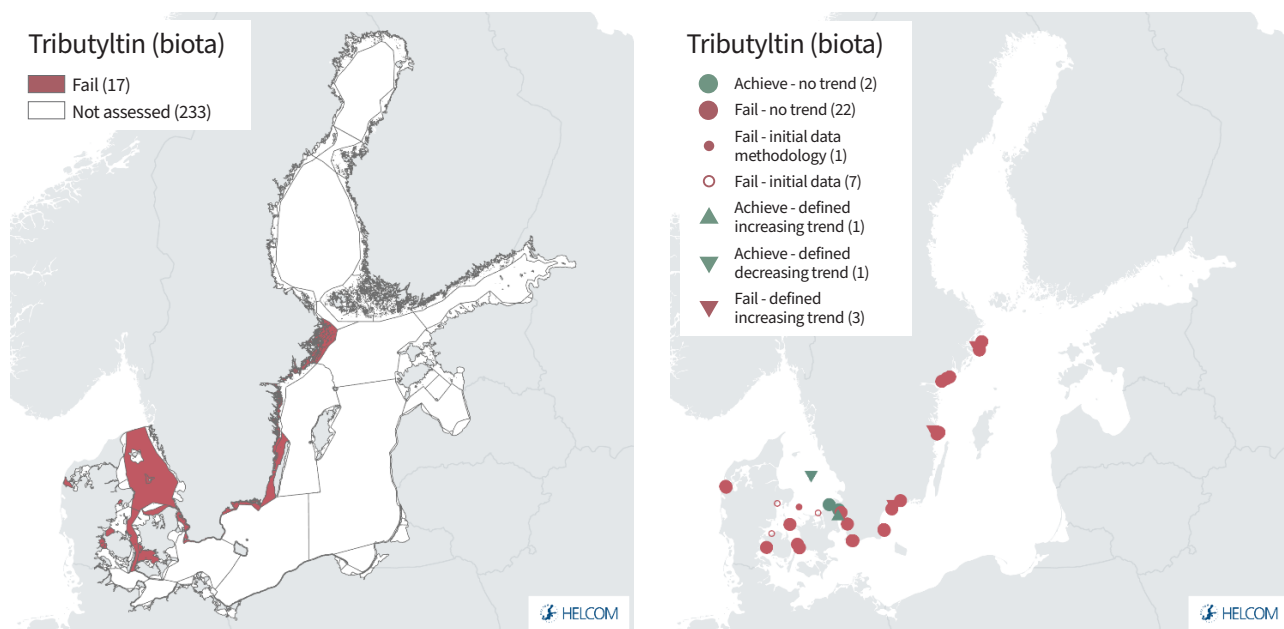 Tributyltin (biota)
Fail (17)
Not assessed (233)
HELCOM
Tributyltin (biota)
Achieve - no trend (2)
Fail - no trend (22)
Fail - initial data
methodology (1)
Fail - initial data (7)
Achieve - defined
increasing trend (1)
Achieve - defined
decreasing trend (1)
Fail - defined
increasing trend (3)
HELCOM